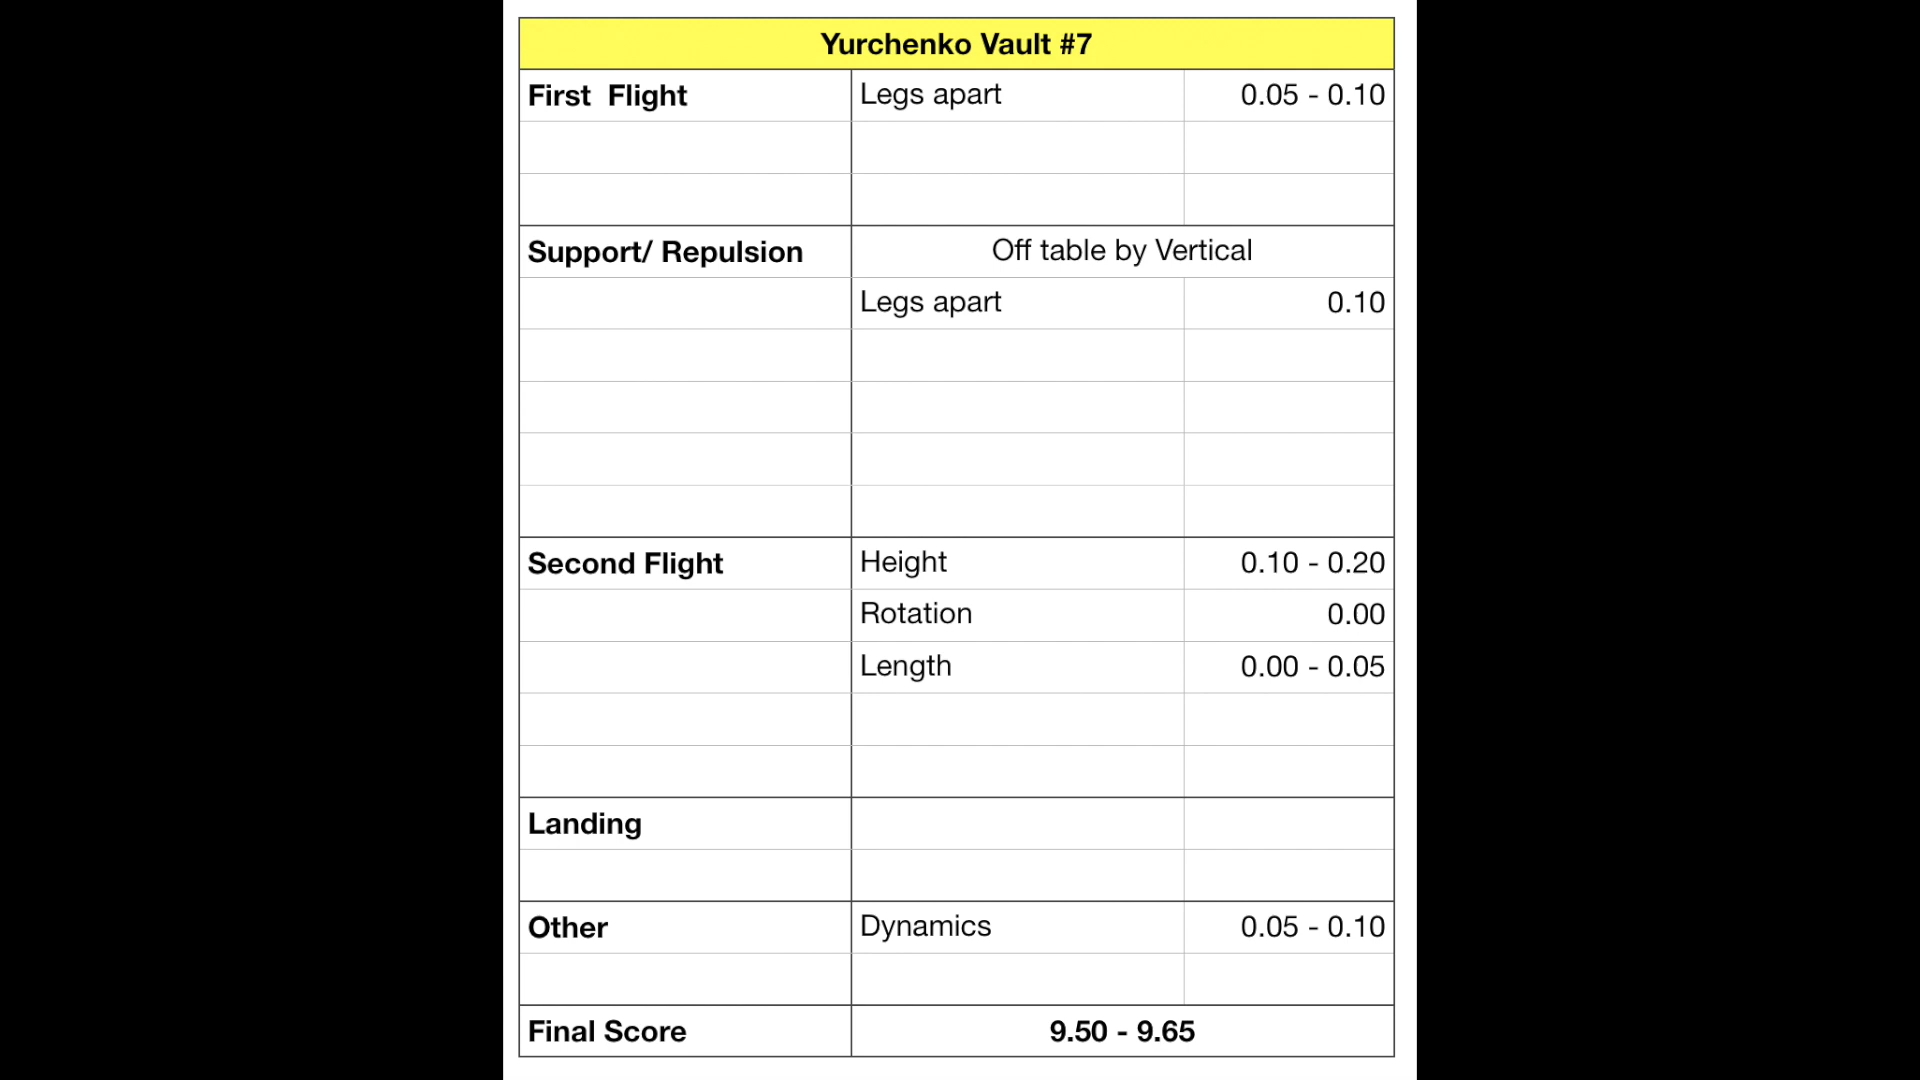 Yurchenko Vault #7
First Flight Legs apart 0.05 - 0.10
Support/ Repulsion Off table by Vertical
Legs apart 0.10
Second Flight Height 0.10 - 0.20
Rotation 0.00
Length 0.00 - 0.05
Landing
Other Dynamics 0.05 - 0.10
Final Score 9.50 - 9.65